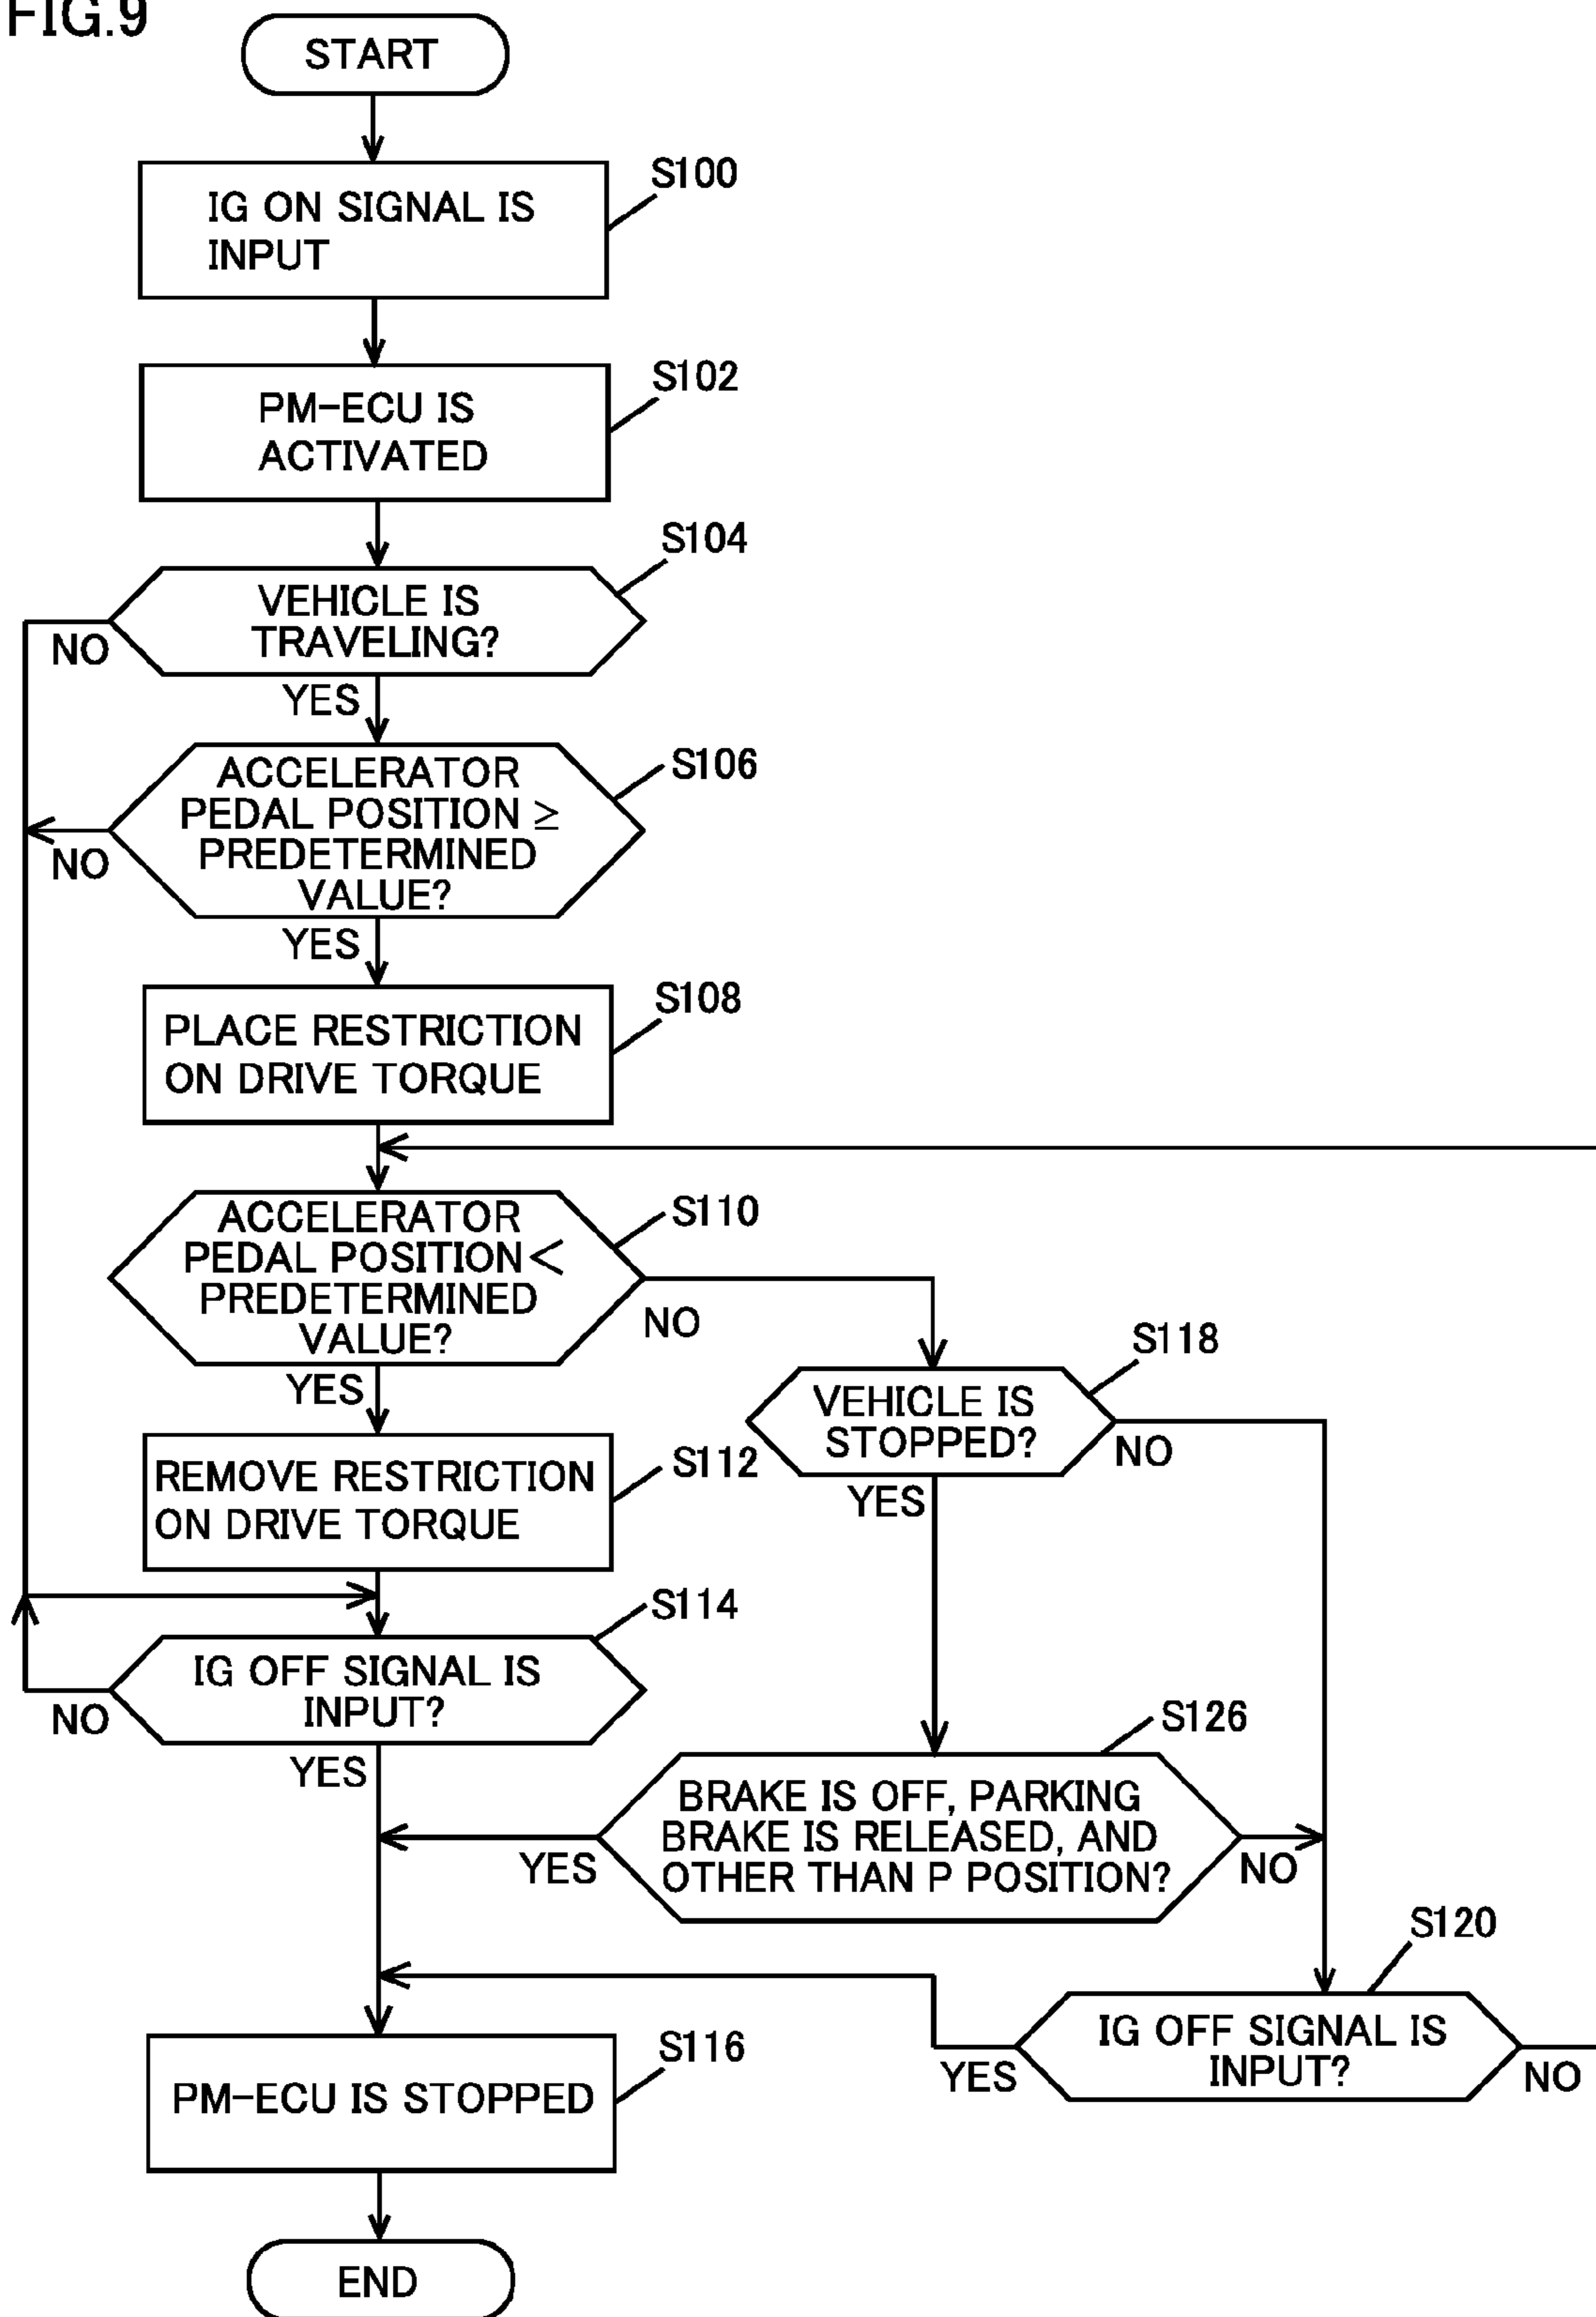 FIG.9
START
S100
IG ON SIGNAL IS
INPUT
S102
PM-ECU IS
ACTIVATED
S104
VEHICLE IS
TRAVELING?
NO
YES
S106
ACCELERATOR
PEDAL POSITION ≥
PREDETERMINED
VALUE?
NO
YES
S108
PLACE RESTRICTION
ON DRIVE TORQUE
S110
ACCELERATOR
PEDAL POSITION <
PREDETERMINED
VALUE?
NO
YES
S118
VEHICLE IS
STOPPED?
NO
YES
S112
REMOVE RESTRICTION
ON DRIVE TORQUE
S114
IG OFF SIGNAL IS
INPUT?
NO
YES
S126
BRAKE IS OFF, PARKING
BRAKE IS RELEASED, AND
OTHER THAN P POSITION?
YES
NO
S120
IG OFF SIGNAL IS
INPUT?
YES
NO
S116
PM-ECU IS STOPPED
END